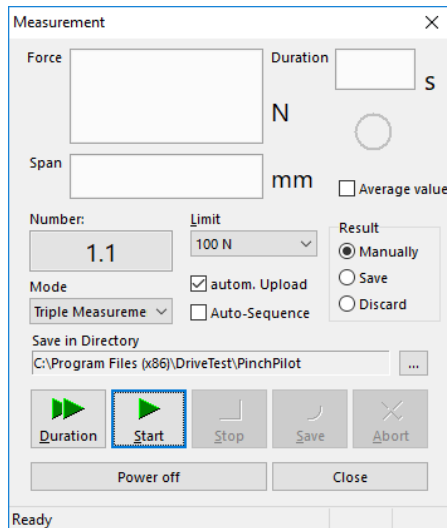 Measurement
Force
Duration
s
N
Span
mm
Average value
Number:
Limit
Result
1.1
100 N
Manually
Mode
autom. Upload
Save
Triple Measureme
Auto-Sequence
Discard
Save in Directory
C:\Program Files (x86)\DriveTest\PinchPilot
...
Duration Start Stop Save Abort
Power off Close
Ready